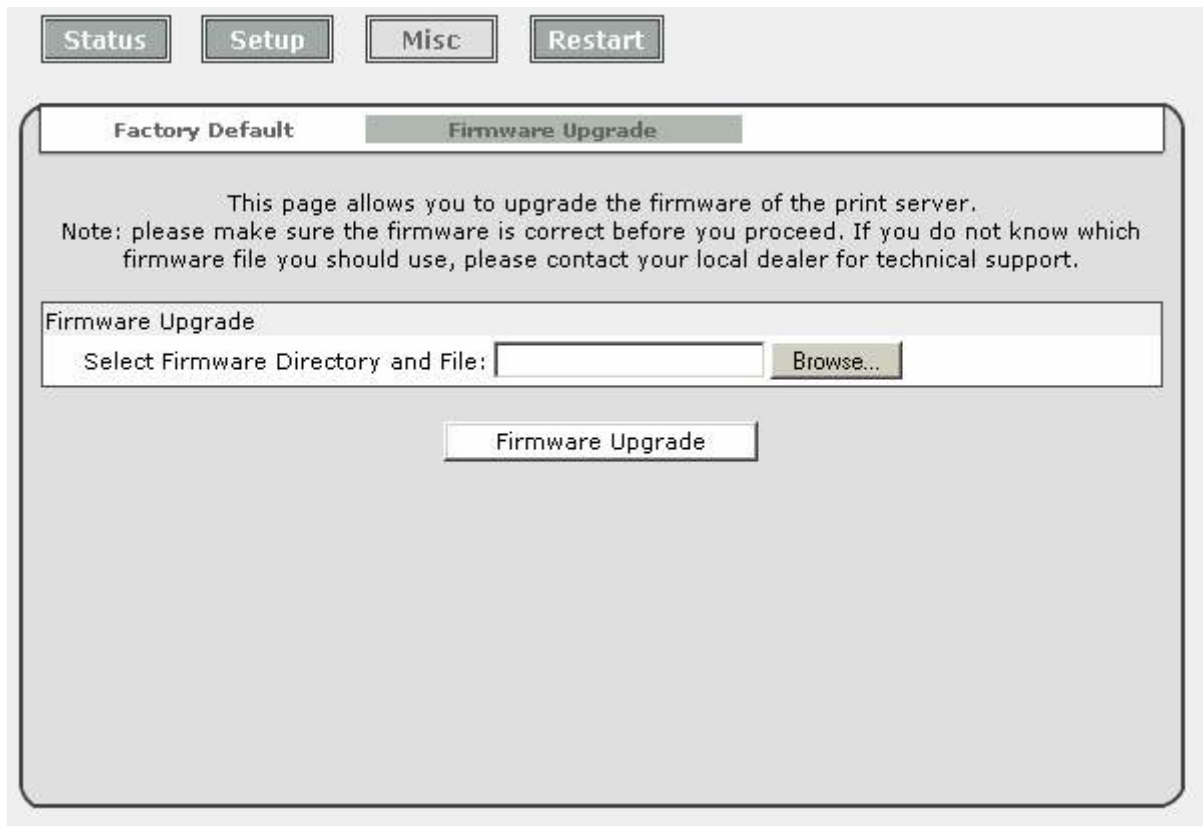 Status Setup Misc Restart
Factory Default Firmware Upgrade
This page allows you to upgrade the firmware of the print server.
Note: please make sure the firmware is correct before you proceed. If you do not know which
firmware file you should use, please contact your local dealer for technical support.
Firmware Upgrade
Select Firmware Directory and File: Browse...
Firmware Upgrade